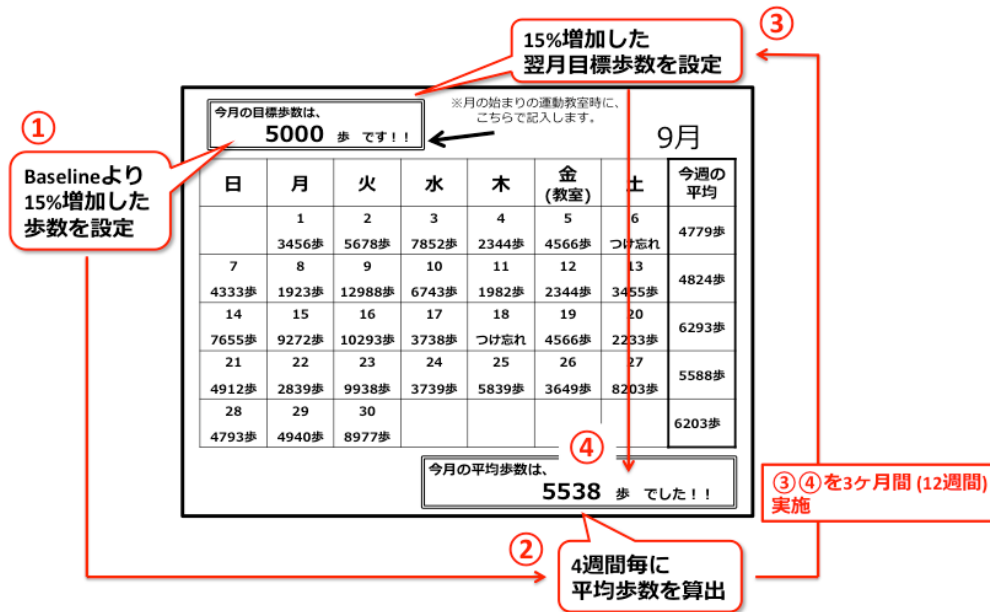 ③
15%増加した
翌月目標歩数を設定
今月の目標歩数は、
5000 歩 です!!
※月の始まりの運動教室時に、
こちらで記入します。
9月
①
Baselineより
15%増加した
歩数を設定
日 月 火 水 木 金 土 今週の
(教室) 平均
1 2 3 4 5 6
3456歩 5678歩 7852歩 2344歩 4566歩 つけ忘れ 4779歩
7 8 9 10 11 12 13
4333歩 1923歩 12988歩 6743歩 1982歩 2344歩 3455歩 4824歩
14 15 16 17 18 19 20
7655歩 9272歩 10293歩 3738歩 つけ忘れ 4566歩 2233歩 6293歩
21 22 23 24 25 26 27
4912歩 2839歩 9938歩 3739歩 5839歩 3649歩 8203歩 5588歩
28 29 30
4793歩 4940歩 8977歩 6203歩
④
今月の平均歩数は、
5538 歩 でした!!
③④を3ヶ月間 (12週間)
実施
②
4週間毎に
平均歩数を算出